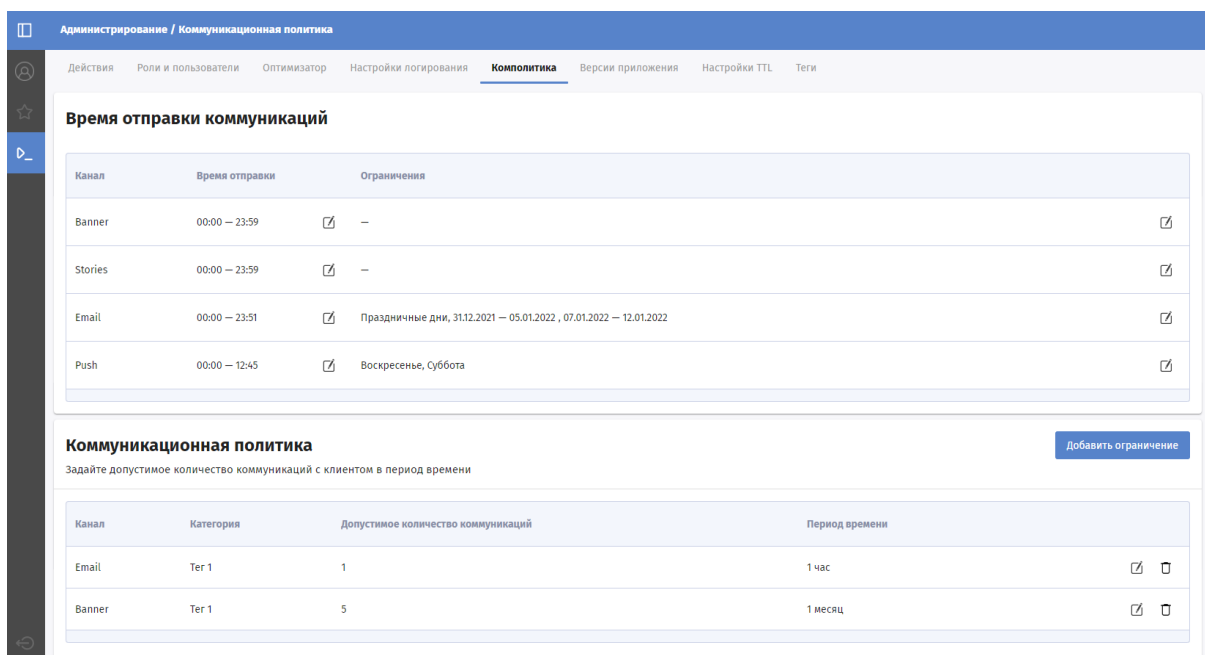 Администрирование / Коммуникационная политика
Действия Роли и пользователи Оптимизатор Настройки логирования Комполитика Версии приложения Настройки TTL Теги
Время отправки коммуникаций
Канал Время отправки Ограничения
Banner 00:00 — 23:59 —
Stories 00:00 — 23:59 —
Email 00:00 — 23:51 Праздничные дни, 31.12.2021 — 05.01.2022 , 07.01.2022 — 12.01.2022
Push 00:00 — 12:45 Воскресенье, Суббота
Коммуникационная политика
Добавить ограничение
Задайте допустимое количество коммуникаций с клиентом в период времени
Канал Категория Допустимое количество коммуникаций Период времени
Email Тег 1 1 1 час
Banner Тег 1 5 1 месяц